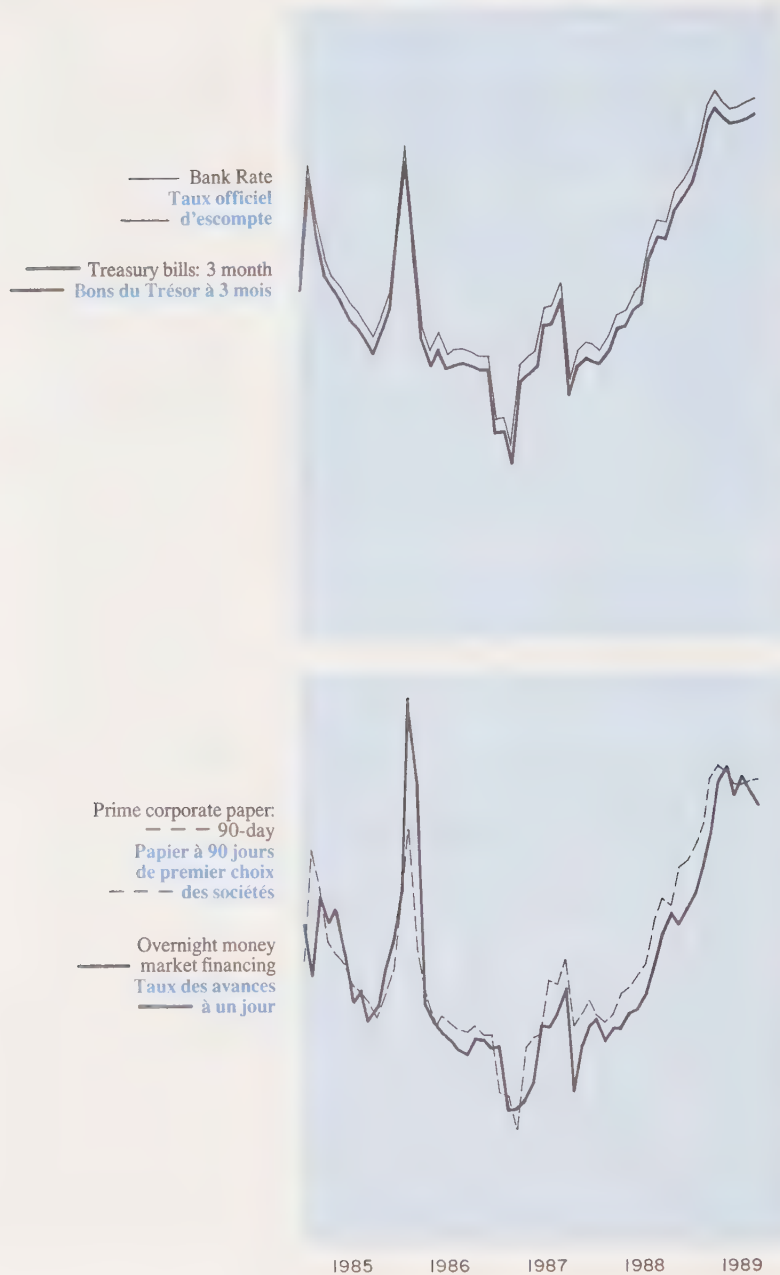 Bank Rate
Taux officiel
d'escompte
Treasury bills: 3 month
Bons du Trésor à 3 mois
Prime corporate paper:
90-day
Papier à 90 jours
de premier choix
des sociétés
Overnight money
market financing
Taux des avances
à un jour
1985 1986 1987 1988 1989